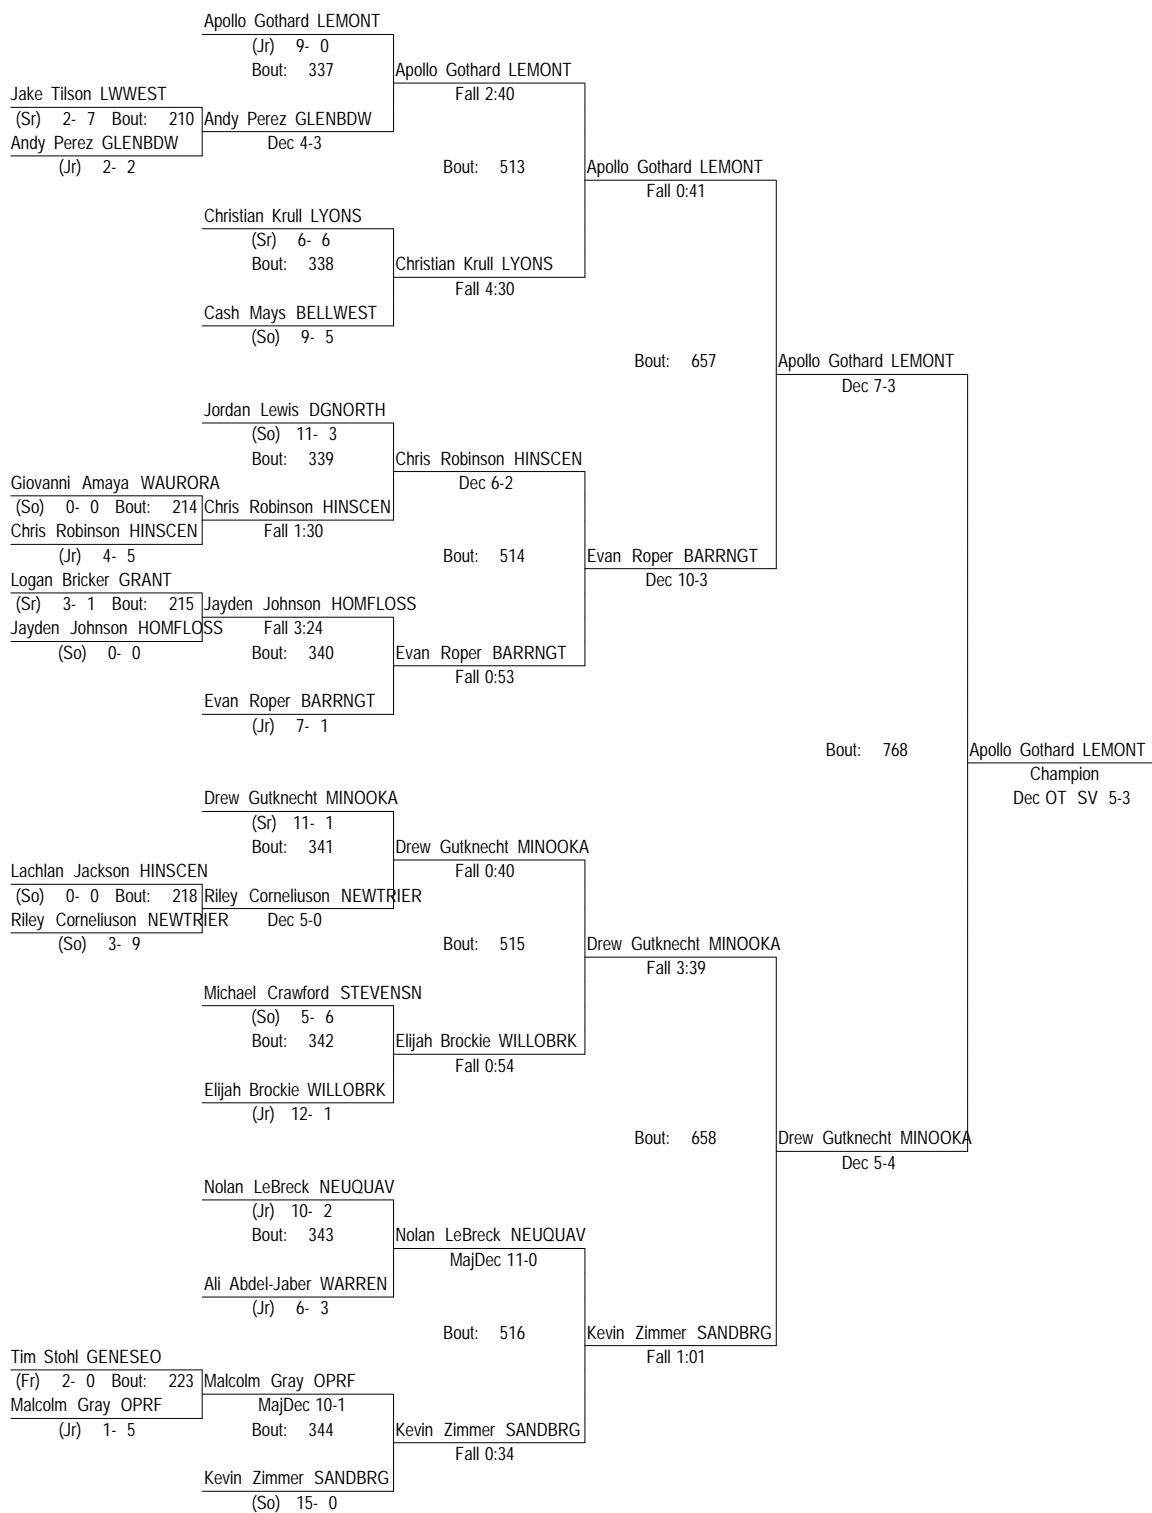 Apollo Gothard LEMONT
(Jr) 9- 0
Bout: 337
Apollo Gothard LEMONT
Fall 2:40
Jake Tilson LWWEST
(Sr) 2- 7 Bout: 210
Andy Perez GLENBDW
Andy Perez GLENBDW
Dec 4-3
(Jr) 2- 2
Bout: 513
Apollo Gothard LEMONT
Fall 0:41
Christian Krull LYONS
(Sr) 6- 6
Bout: 338
Christian Krull LYONS
Fall 4:30
Cash Mays BELLWEST
(So) 9- 5
Bout: 657
Apollo Gothard LEMONT
Dec 7-3
Jordan Lewis DGNORTH
(So) 11- 3
Bout: 339
Chris Robinson HINSCEN
Dec 6-2
Giovanni Amaya WAURORA
(So) 0- 0 Bout: 214
Chris Robinson HINSCEN
Chris Robinson HINSCEN
Fall 1:30
(Jr) 4- 5
Bout: 514
Evan Roper BARRNGT
Dec 10-3
Logan Bricker GRANT
(Sr) 3- 1 Bout: 215
Jayden Johnson HOMFLOSS
Jayden Johnson HOMFLOSS
Fall 3:24
(So) 0- 0
Bout: 340
Evan Roper BARRNGT
Fall 0:53
Evan Roper BARRNGT
(Jr) 7- 1
Bout: 768
Apollo Gothard LEMONT
Champion
Dec OT SV 5-3
Drew Gutknecht MINOOKA
(Sr) 11- 1
Bout: 341
Drew Gutknecht MINOOKA
Fall 0:40
Lachlan Jackson HINSCEN
(So) 0- 0 Bout: 218
Riley Corneliuson NEWTRIER
Riley Corneliuson NEWTRIER
Dec 5-0
(So) 3- 9
Bout: 515
Drew Gutknecht MINOOKA
Fall 3:39
Michael Crawford STEVENSN
(So) 5- 6
Bout: 342
Elijah Brockie WILLOBRK
Fall 0:54
Elijah Brockie WILLOBRK
(Jr) 12- 1
Bout: 658
Drew Gutknecht MINOOKA
Dec 5-4
Nolan LeBreck NEUQUAV
(Jr) 10- 2
Bout: 343
Nolan LeBreck NEUQUAV
MajDec 11-0
Ali Abdel-Jaber WARREN
(Jr) 6- 3
Bout: 516
Kevin Zimmer SANDBRG
Fall 1:01
Tim Stohl GENESEO
(Fr) 2- 0 Bout: 223
Malcolm Gray OPRF
Malcolm Gray OPRF
MajDec 10-1
(Jr) 1- 5
Bout: 344
Kevin Zimmer SANDBRG
Fall 0:34
Kevin Zimmer SANDBRG
(So) 15- 0